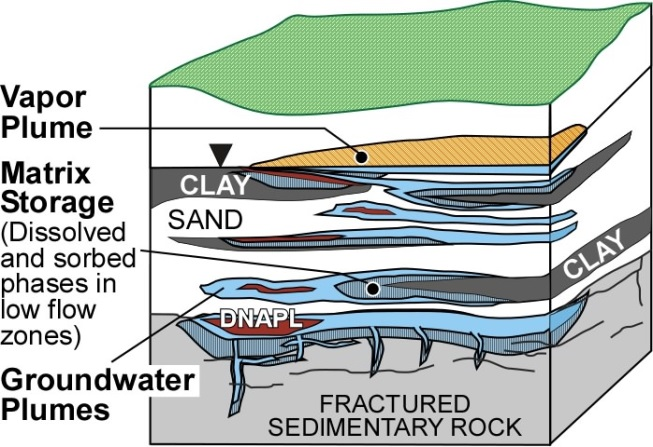 Vapor
Plume
Matrix
Storage
(Dissolved
and sorbed
phases in
low flow
zones)
Groundwater
Plumes
CLAY
SAND
CLAY
DNAPL
FRACTURED
SEDIMENTARY ROCK